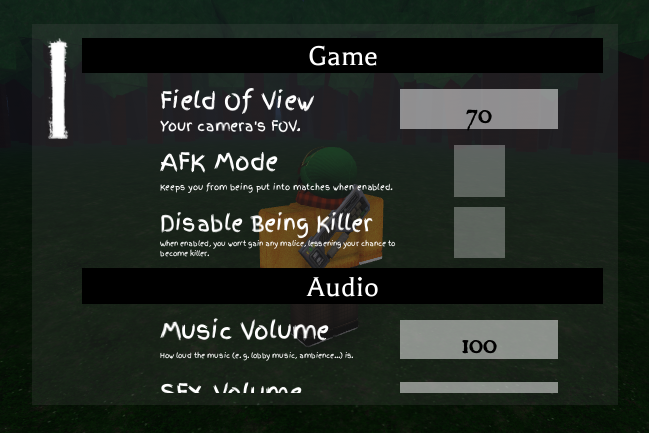 Game
Field Of View
70
Your camera's FOV.
AFK Mode
Keeps you from being put into matches when enabled.
Disable Being Killer
When enabled, you won't gain any malice, lessening your chance to
become killer.
Audio
Music Volume
100
How loud the music (e.g. lobby music, ambience...) is.
SFX Volume